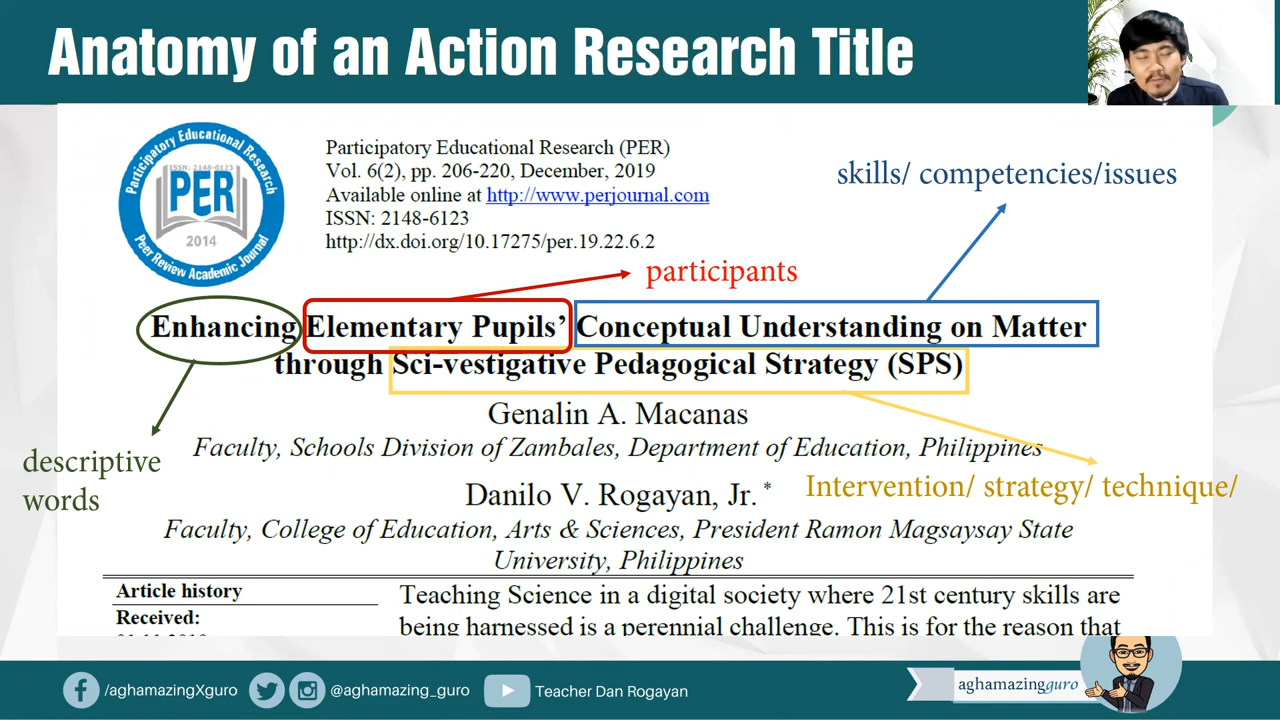 Anatomy of an Action Research Title
Participatory Educational Research
ISSN: 2148-6123
PER
2014
Peer Review Academic Journal
Participatory Educational Research (PER)
Vol. 6(2), pp. 206-220, December, 2019
Available online at http://www.perjournal.com
ISSN: 2148-6123
http://dx.doi.org/10.17275/per.19.22.6.2
skills/ competencies/issues
participants
Enhancing Elementary Pupils’ Conceptual Understanding on Matter
through Sci-vestigative Pedagogical Strategy (SPS)
Genalin A. Macanas
Faculty, Schools Division of Zambales, Department of Education, Philippines
descriptive
words
Danilo V. Rogayan, Jr. *
Intervention/ strategy/ technique/
Faculty, College of Education, Arts & Sciences, President Ramon Magsaysay State
University, Philippines
Article history
Received:
Teaching Science in a digital society where 21st century skills are
being harnessed is a perennial challenge. This is for the reason that
/aghamazingXguro
@aghamazing_guro
Teacher Dan Rogayan
aghamazingguro